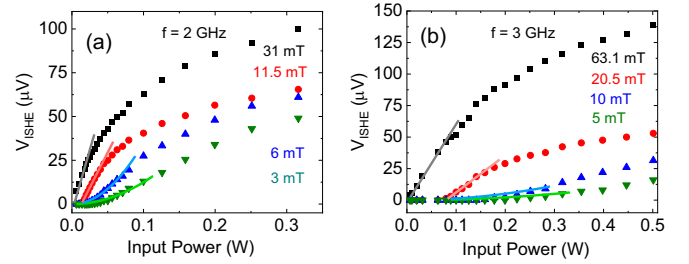 (a)
f = 2 GHz
31 mT
11.5 mT
6 mT
3 mT
100
75
50
25
0
V_ISHE (μV)
0.0 0.1 0.2 0.3
Input Power (W)
(b)
f = 3 GHz
63.1 mT
20.5 mT
10 mT
5 mT
150
125
100
75
50
25
0
V_ISHE (μV)
0.0 0.1 0.2 0.3 0.4 0.5
Input Power (W)